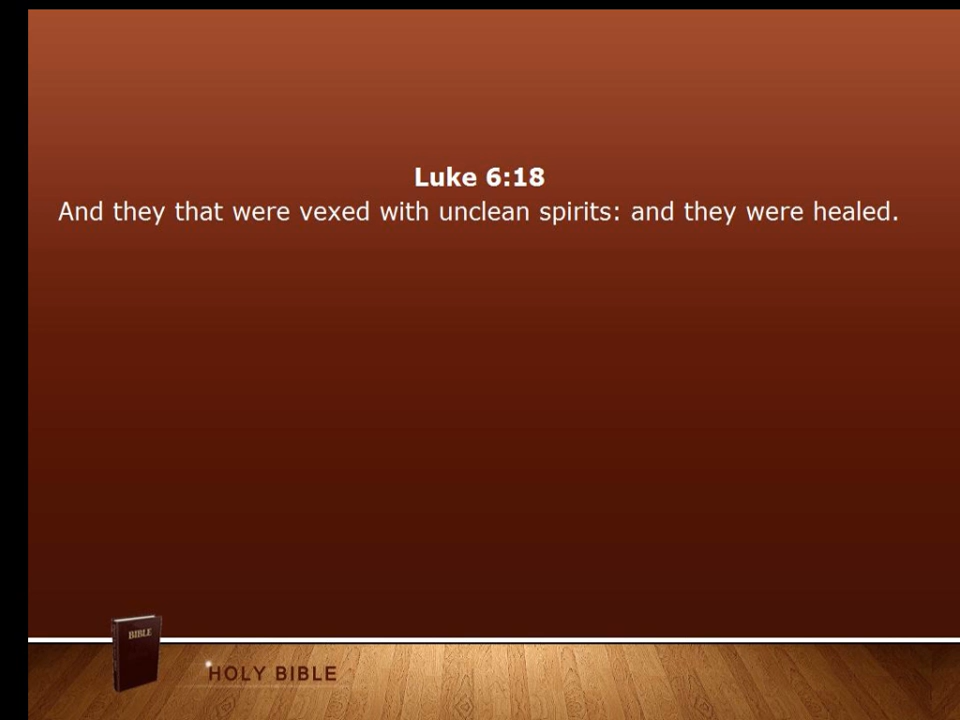 Luke 6:18
And they that were vexed with unclean spirits: and they were healed.
BIBLE
HOLY BIBLE